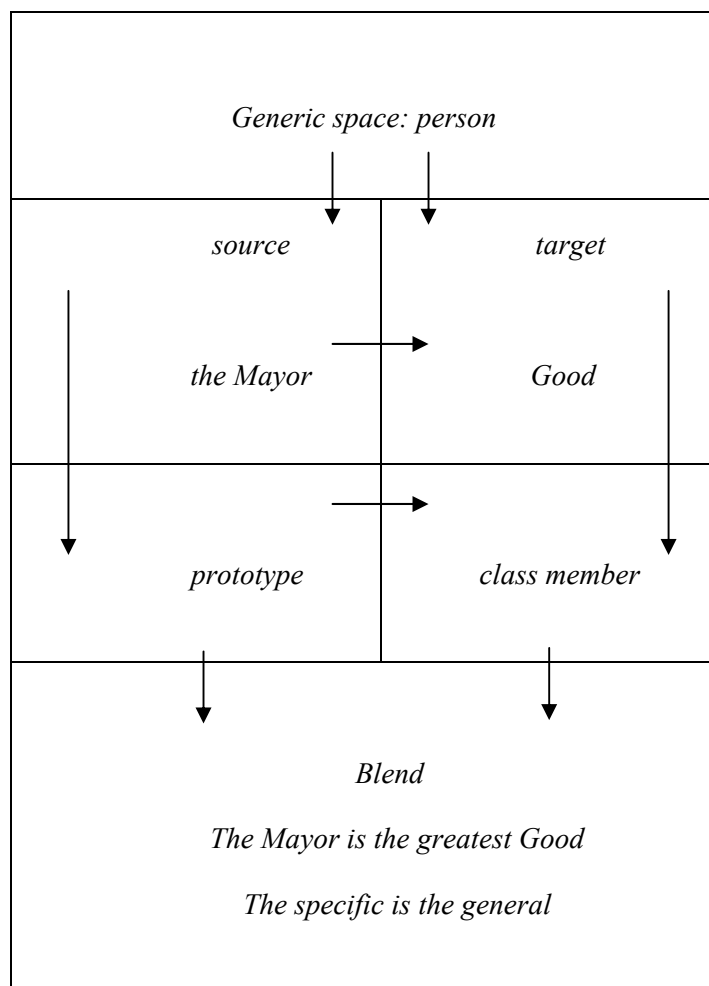 Generic space: person
source target
the Mayor Good
prototype class member
Blend
The Mayor is the greatest Good
The specific is the general